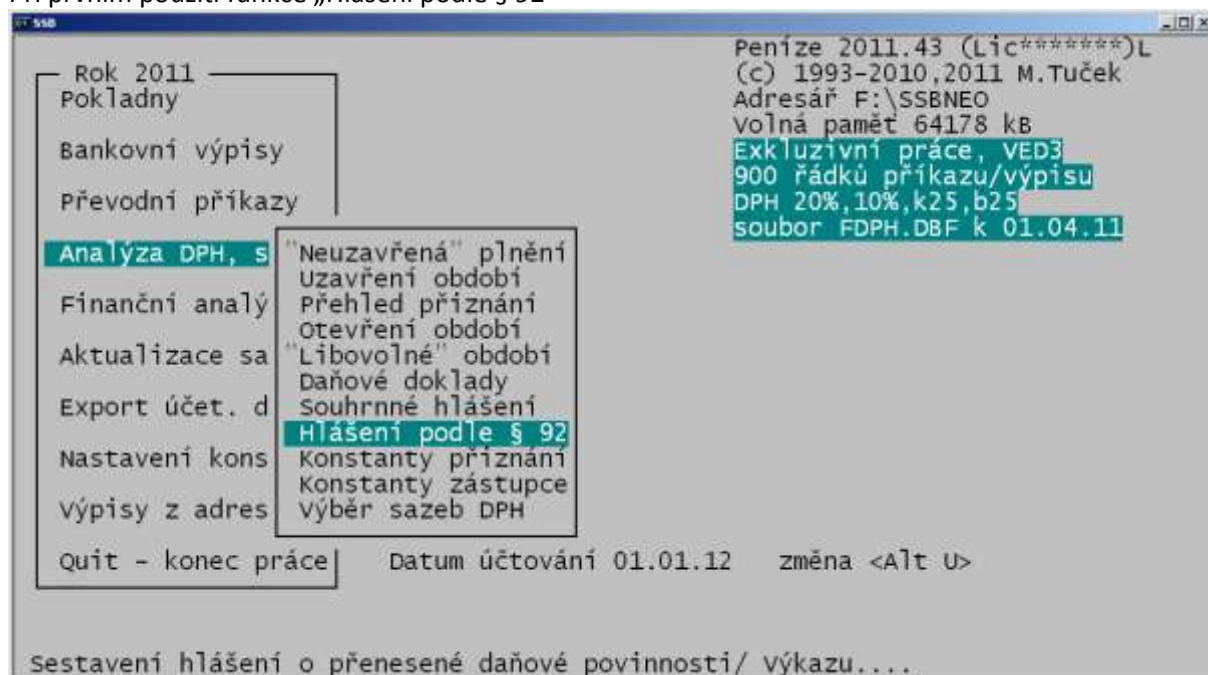 Při prvním použití funkce „Hlášení podle § 92
SSB
Peníze 2011.43 (Lic*******)L
(c) 1993-2010,2011 M.Tuček
Adresář F:\SSBNEO
Volná paměť 64178 kB
Exkluzivní práce, VED3
900 řádků příkazu/výpisu
DPH 20%,10%,k25,b25
soubor FDPH.DBF k 01.04.11
Rok 2011
Pokladny
Bankovní výpisy
Převodní příkazy
Analýza DPH, s
Finanční analý
Aktualizace sa
Export účet. d
Nastavení kons
Výpisy z adres
Quit - konec práce
"Neuzavřená" plnění
Uzavření období
Přehled přiznání
Otevření období
"Libovolné" období
Daňové doklady
Souhrnné hlášení
Hlášení podle § 92
Konstanty přiznání
Konstanty zástupce
Výběr sazeb DPH
Datum účtování 01.01.12 změna <Alt U>
Sestavení hlášení o přenesené daňové povinnosti/ Výkazu....